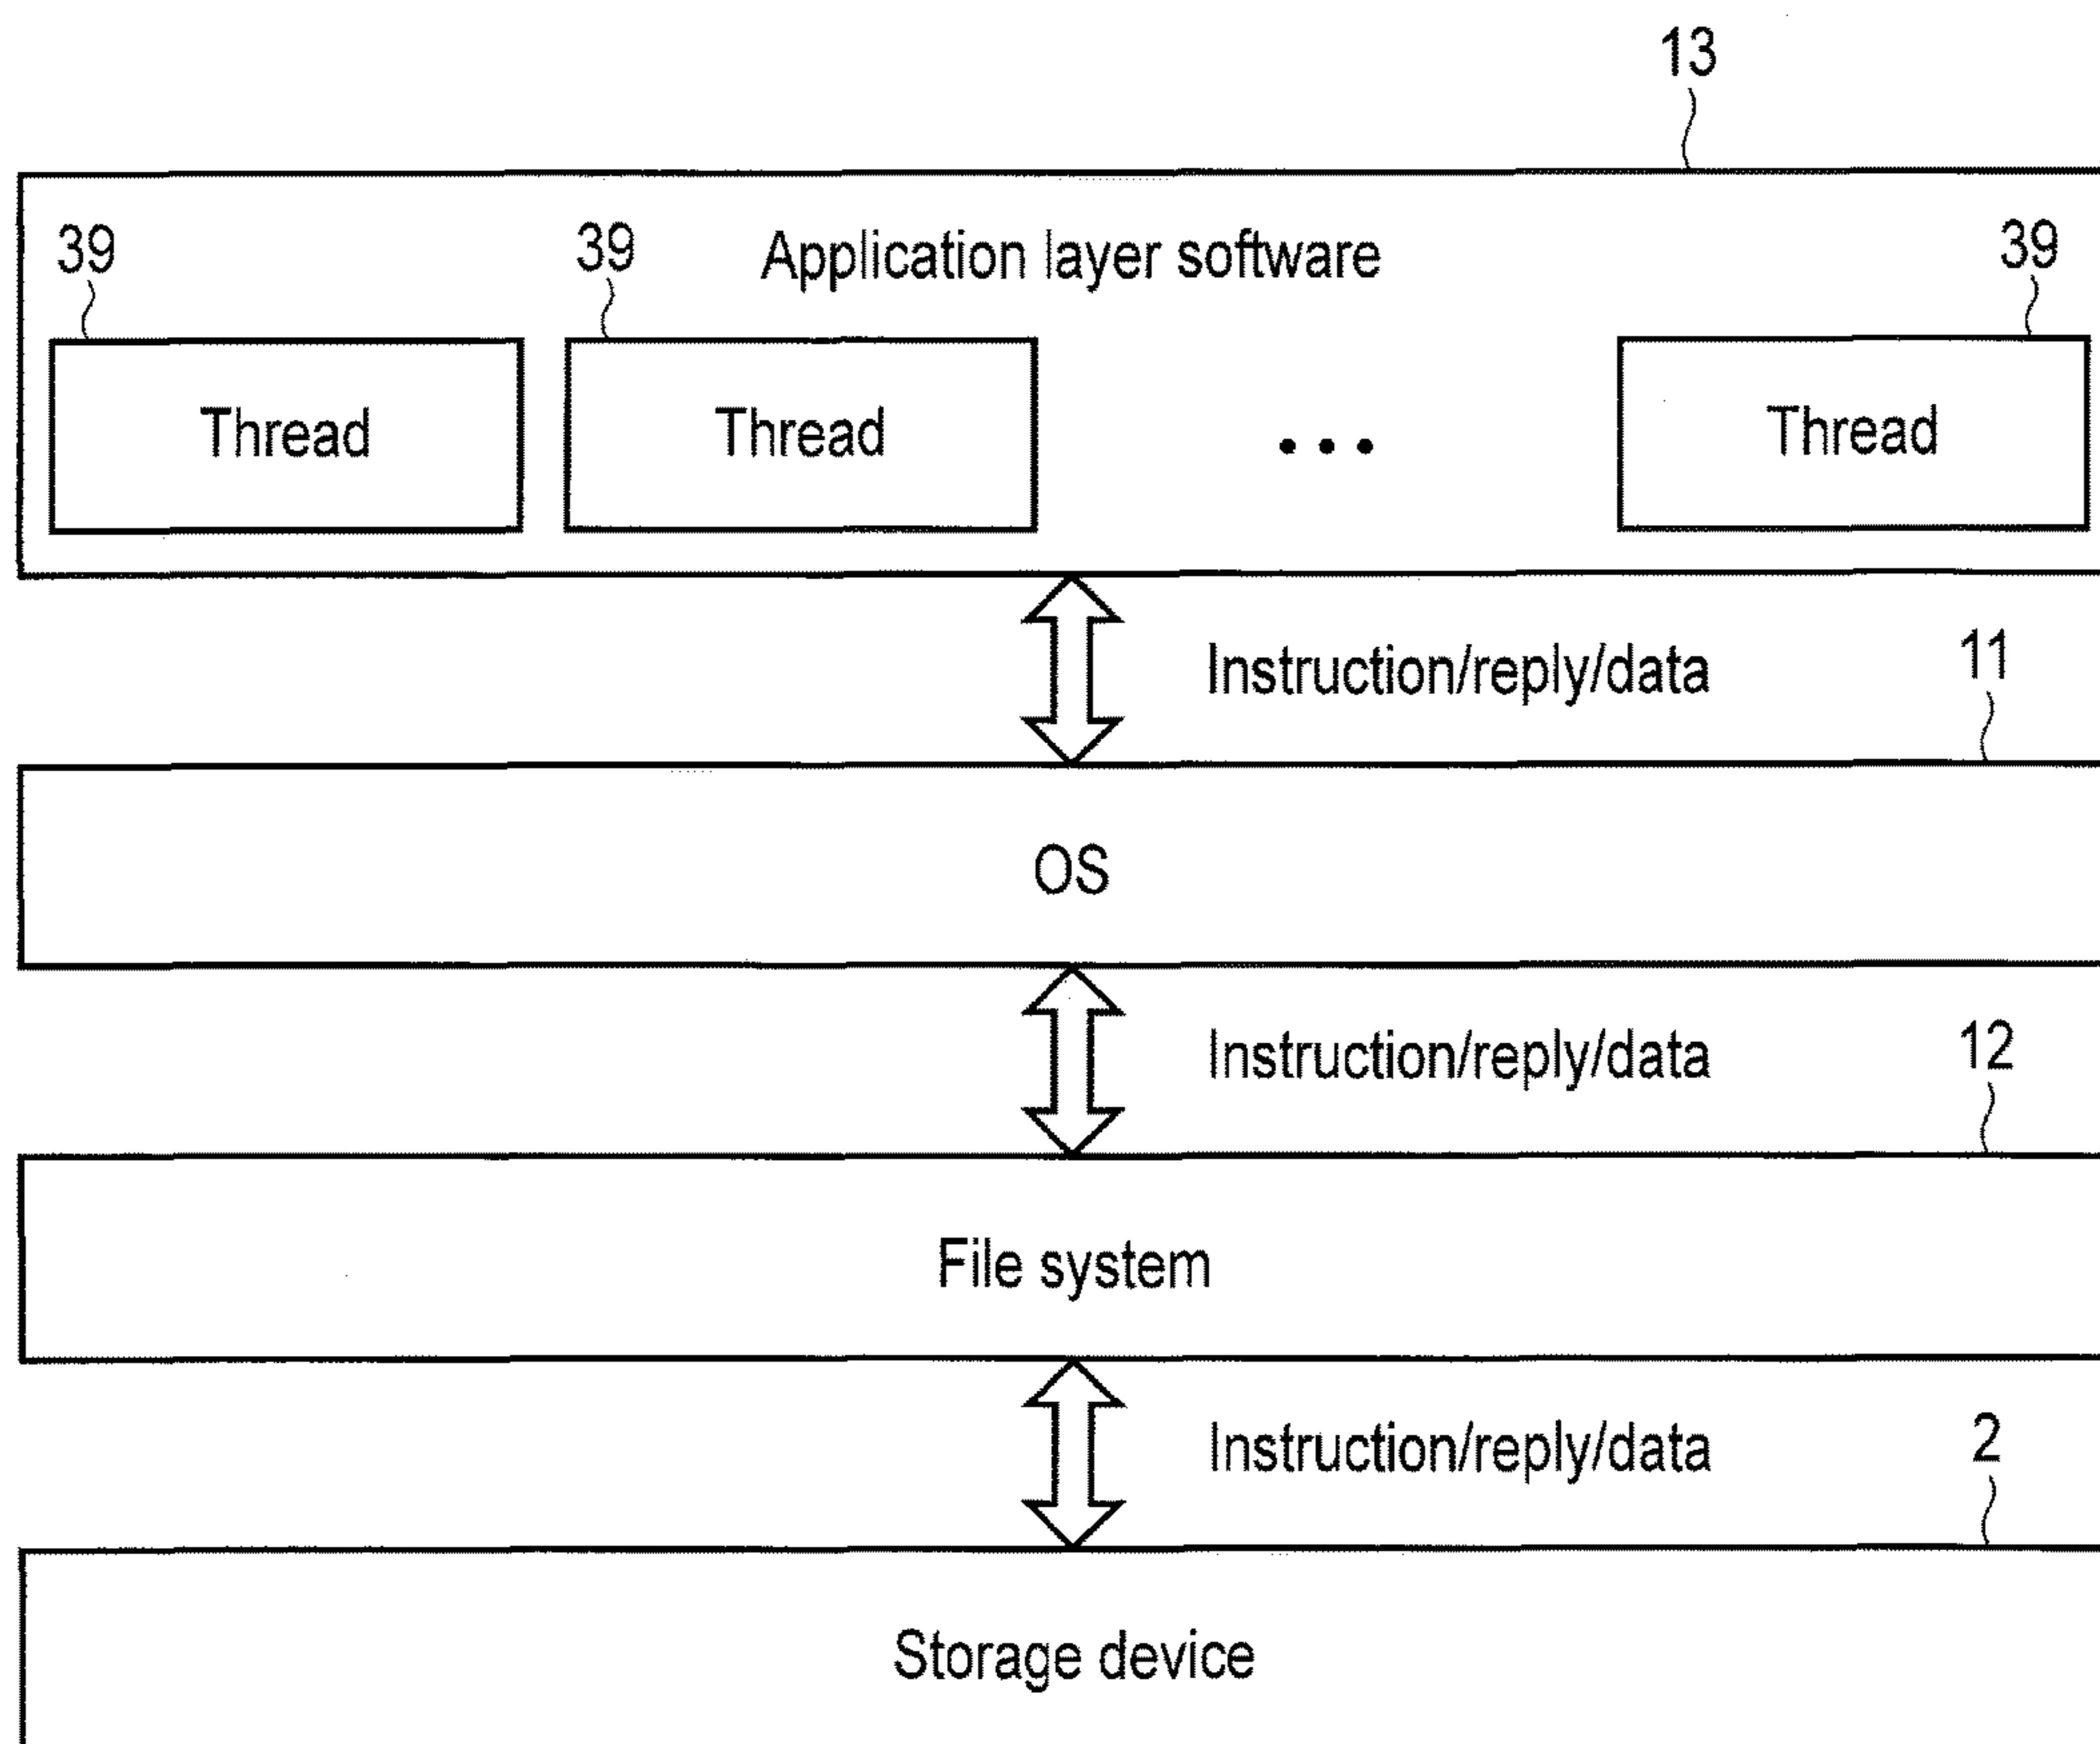 13
39 39 Application layer software 39
Thread Thread ... Thread
Instruction/reply/data 11
OS
Instruction/reply/data 12
File system
Instruction/reply/data 2
Storage device